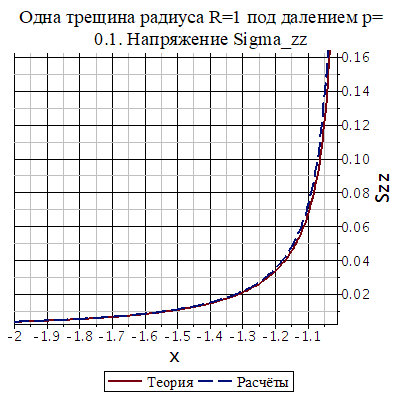 Одна трещина радиуса R=1 под далением p=
0.1. Напряжение Sigma_zz
0.16
0.14
0.12
0.10
0.08
0.06
0.04
0.02
Szz
-2 -1.9 -1.8 -1.7 -1.6 -1.5 -1.4 -1.3 -1.2 -1.1
x
Теория Расчёты